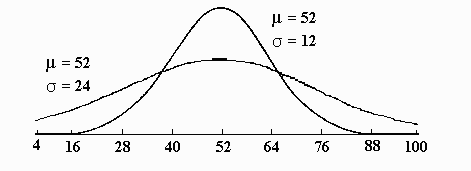 μ = 52
σ = 12
μ = 52
σ = 24
4 16 28 40 52 64 76 88 100